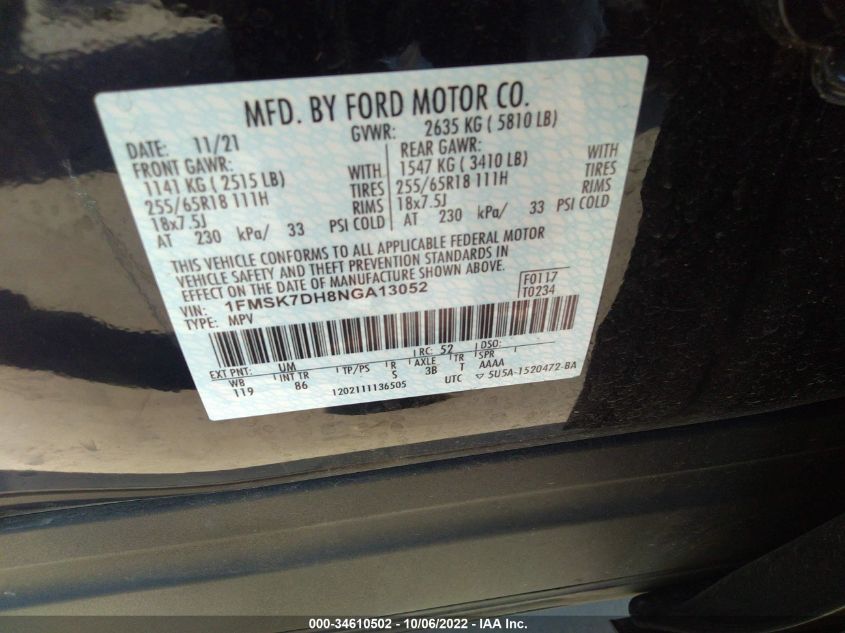 MFD. BY FORD MOTOR CO.
DATE: 11/21 GVWR: 2635 KG ( 5810 LB)
FRONT GAWR: REAR GAWR:
1141 KG ( 2515 LB) WITH 1547 KG ( 3410 LB) WITH
255/65R18 111H TIRES 255/65R18 111H TIRES
18x7.5J RIMS 18x7.5J RIMS
AT 230 kPa/ 33 PSI COLD AT 230 kPa/ 33 PSI COLD
THIS VEHICLE CONFORMS TO ALL APPLICABLE FEDERAL MOTOR
VEHICLE SAFETY AND THEFT PREVENTION STANDARDS IN
EFFECT ON THE DATE OF MANUFACTURE SHOWN ABOVE.
VIN: 1FMSK7DH8NGA13052 F0117
TYPE: MPV T0234
EXT PNT: UM RC: 52 DSO:
WB INT TR TP/PS R AXLE TR SPR
119 86 S 3B T AAAA
1202111136505 UTC 5U5A-1520472-BA
000-34610502 - 10/06/2022 - IAA Inc.